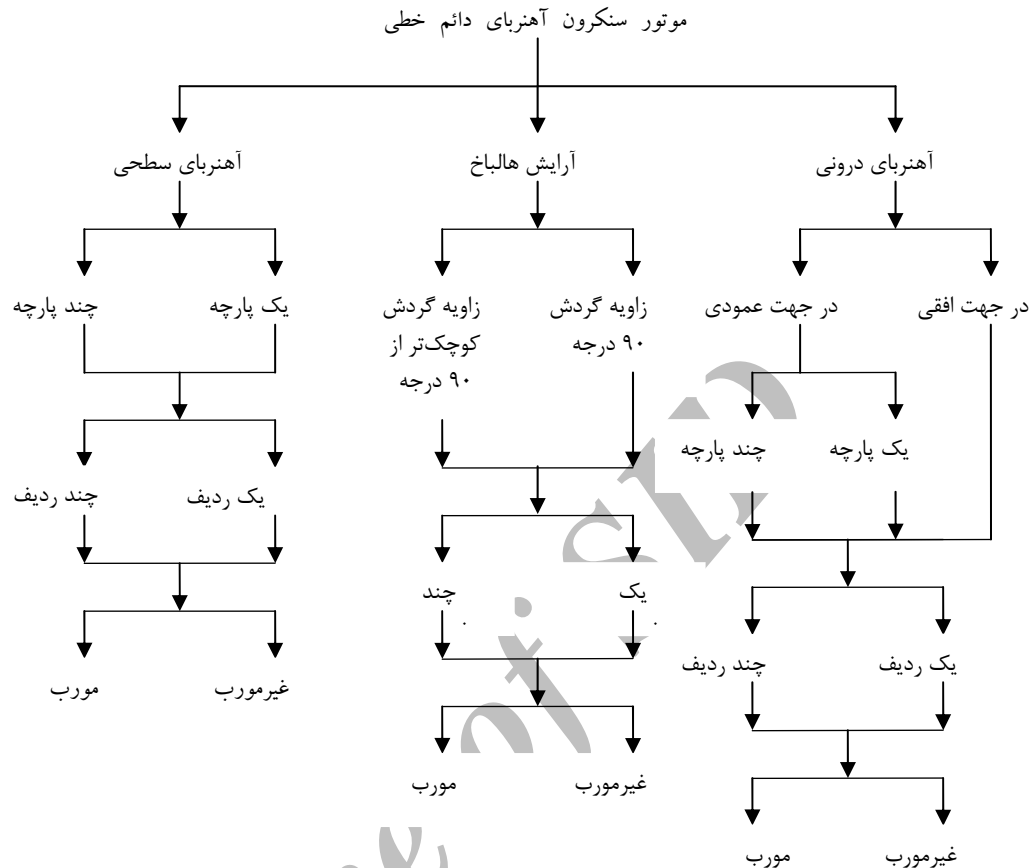 موتور سنکرون آهنربای دائم خطی
آهنربای درونی
آرایش هالباخ
آهنربای سطحی
در جهت افقی
در جهت عمودی
زاویه گردش
۹۰ درجه
زاویه گردش
کوچک‌تر از
۹۰ درجه
یک پارچه
چند پارچه
یک پارچه
چند پارچه
یک ردیف
چند ردیف
یک
چند
یک ردیف
چند ردیف
غیرمورب
مورب
غیرمورب
مورب
غیرمورب
مورب